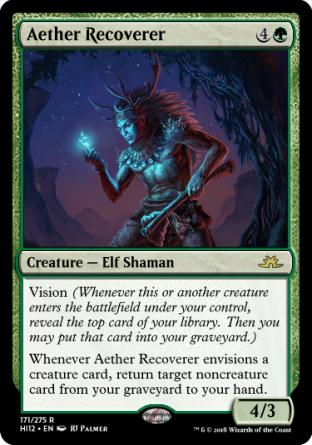 Aether Recoverer 4
Creature — Elf Shaman
Vision (Whenever this or another creature
enters the battlefield under your control,
reveal the top card of your library. Then you
may put that card into your graveyard.)
Whenever Aether Recoverer envisions a
creature card, return target noncreature
card from your graveyard to your hand.
4/3
171/275 R
HI12 • EN RJ PALMER
™ & © 2018 Wizards of the Coast